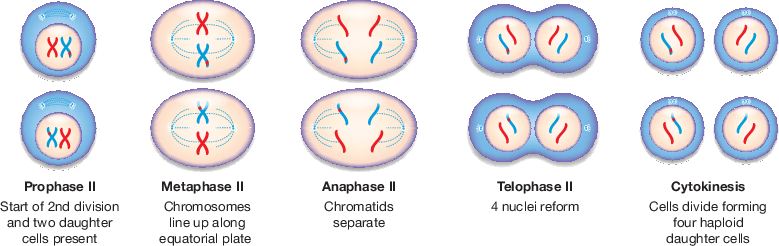 Prophase II
Start of 2nd division
and two daughter
cells present
Metaphase II
Chromosomes
line up along
equatorial plate
Anaphase II
Chromatids
separate
Telophase II
4 nuclei reform
Cytokinesis
Cells divide forming
four haploid
daughter cells